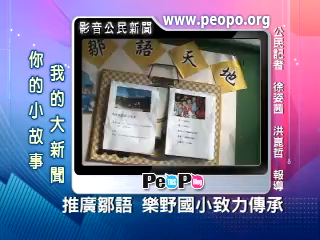 影音公民新聞
www.peopo.org
你的小故事
我的大新聞
公民記者 徐姿茜 洪崑哲 報導
鄒語天地
PeoPo
推廣鄒語 樂野國小致力傳承